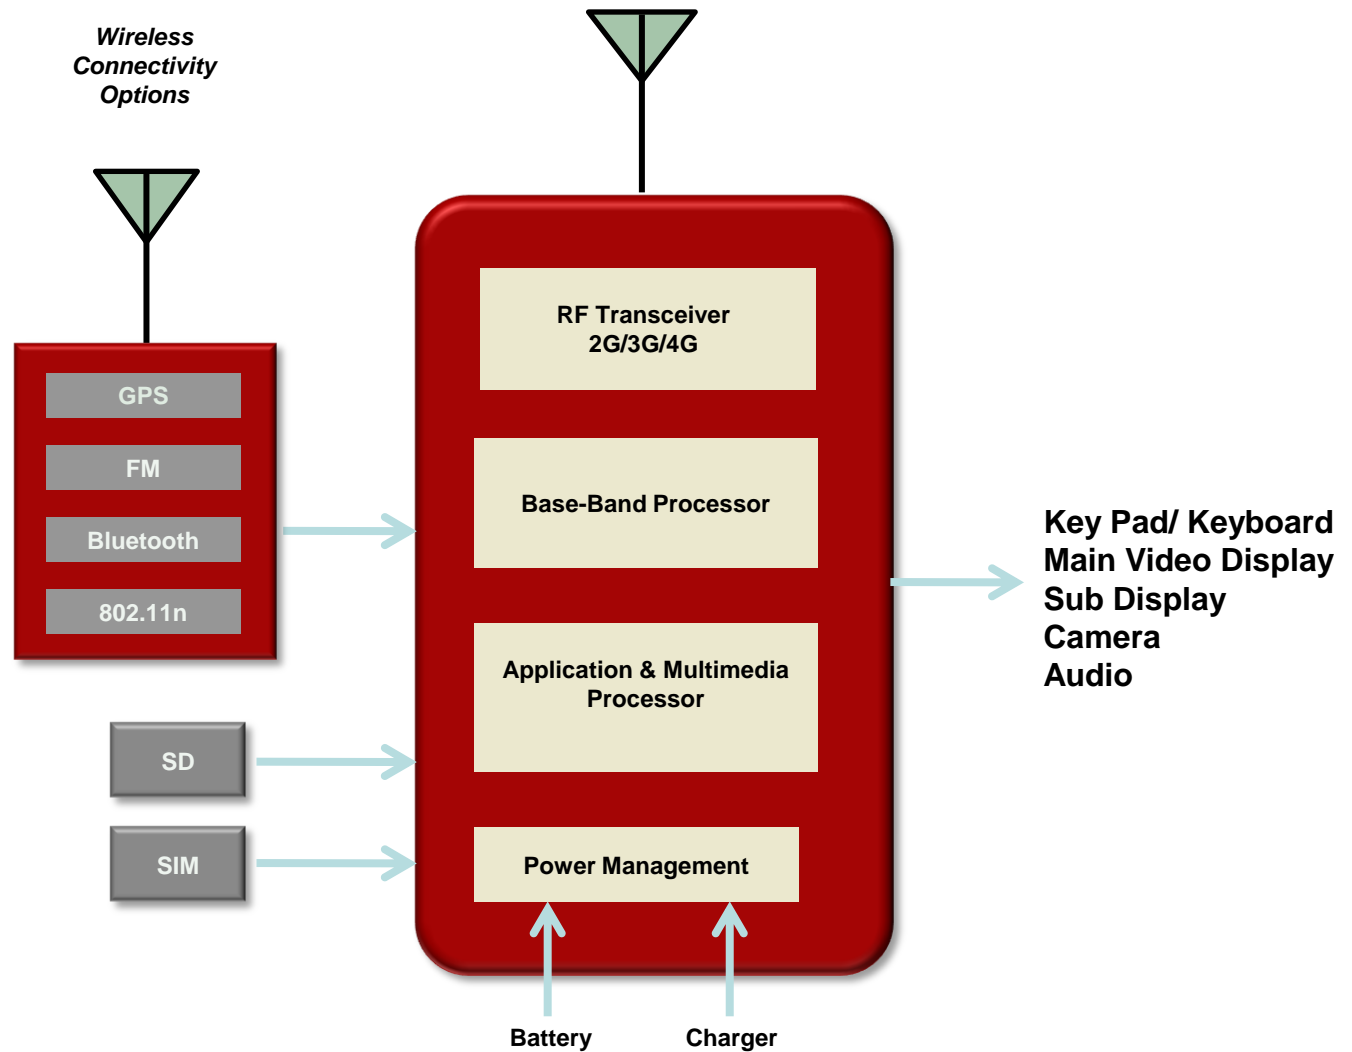 Wireless
Connectivity
Options
GPS
FM
Bluetooth
802.11n
SD
SIM
RF Transceiver
2G/3G/4G
Base-Band Processor
Application & Multimedia
Processor
Power Management
Battery
Charger
Key Pad/ Keyboard
Main Video Display
Sub Display
Camera
Audio